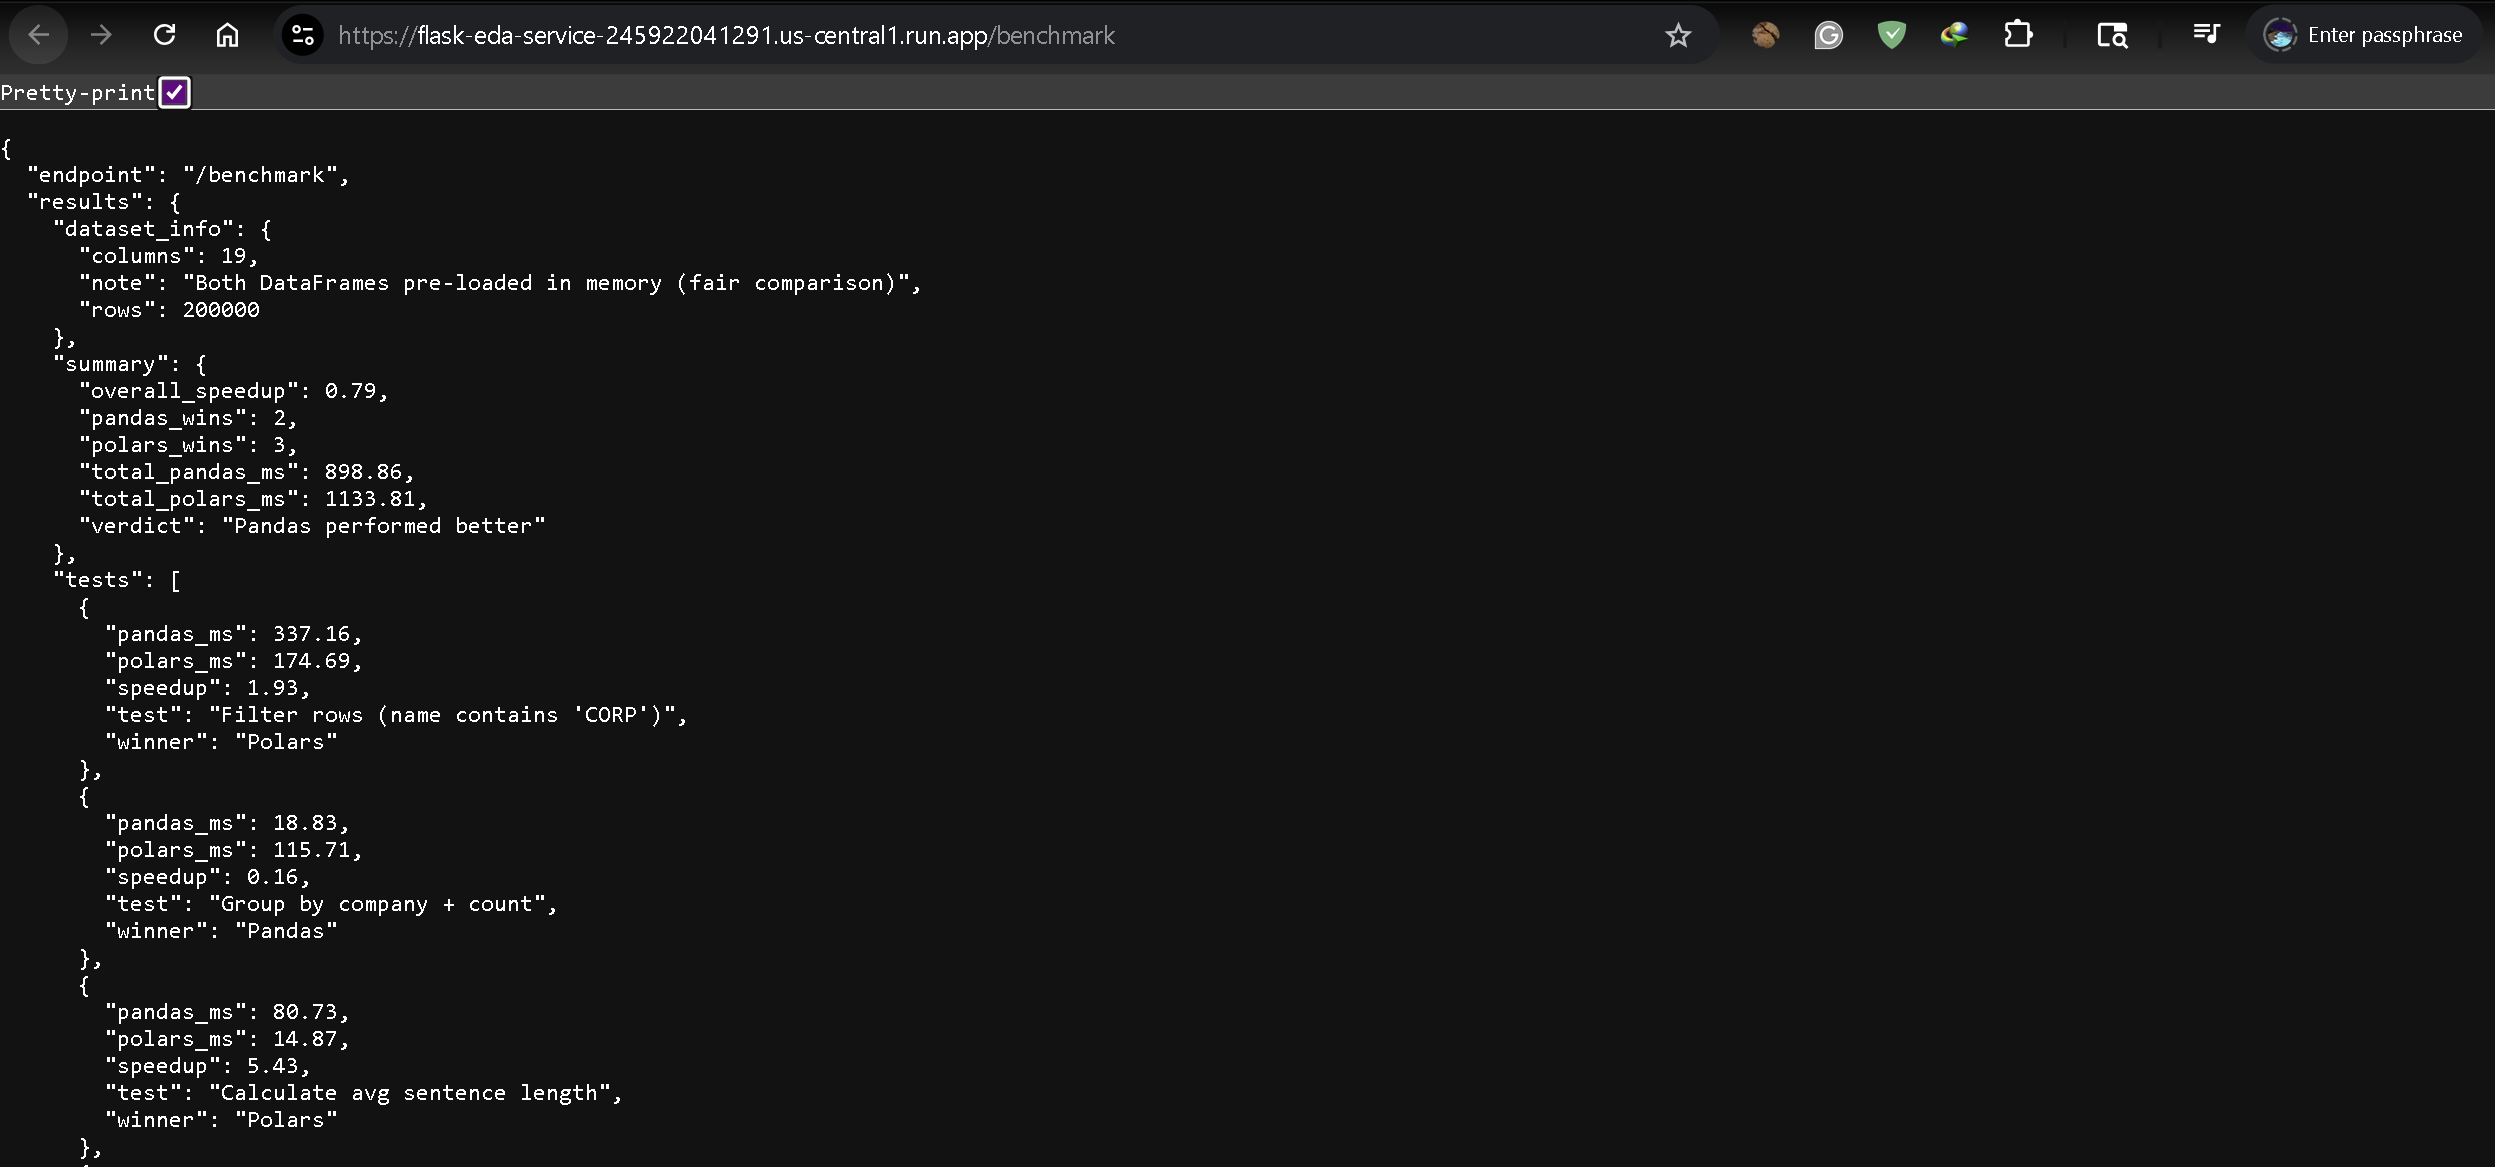 https://flask-eda-service-245922041291.us-central1.run.app/benchmark
Enter passphrase
Pretty-print
{
  "endpoint": "/benchmark",
  "results": {
    "dataset_info": {
      "columns": 19,
      "note": "Both DataFrames pre-loaded in memory (fair comparison)",
      "rows": 200000
    },
    "summary": {
      "overall_speedup": 0.79,
      "pandas_wins": 2,
      "polars_wins": 3,
      "total_pandas_ms": 898.86,
      "total_polars_ms": 1133.81,
      "verdict": "Pandas performed better"
    },
    "tests": [
      {
        "pandas_ms": 337.16,
        "polars_ms": 174.69,
        "speedup": 1.93,
        "test": "Filter rows (name contains 'CORP')",
        "winner": "Polars"
      },
      {
        "pandas_ms": 18.83,
        "polars_ms": 115.71,
        "speedup": 0.16,
        "test": "Group by company + count",
        "winner": "Pandas"
      },
      {
        "pandas_ms": 80.73,
        "polars_ms": 14.87,
        "speedup": 5.43,
        "test": "Calculate avg sentence length",
        "winner": "Polars"
      },